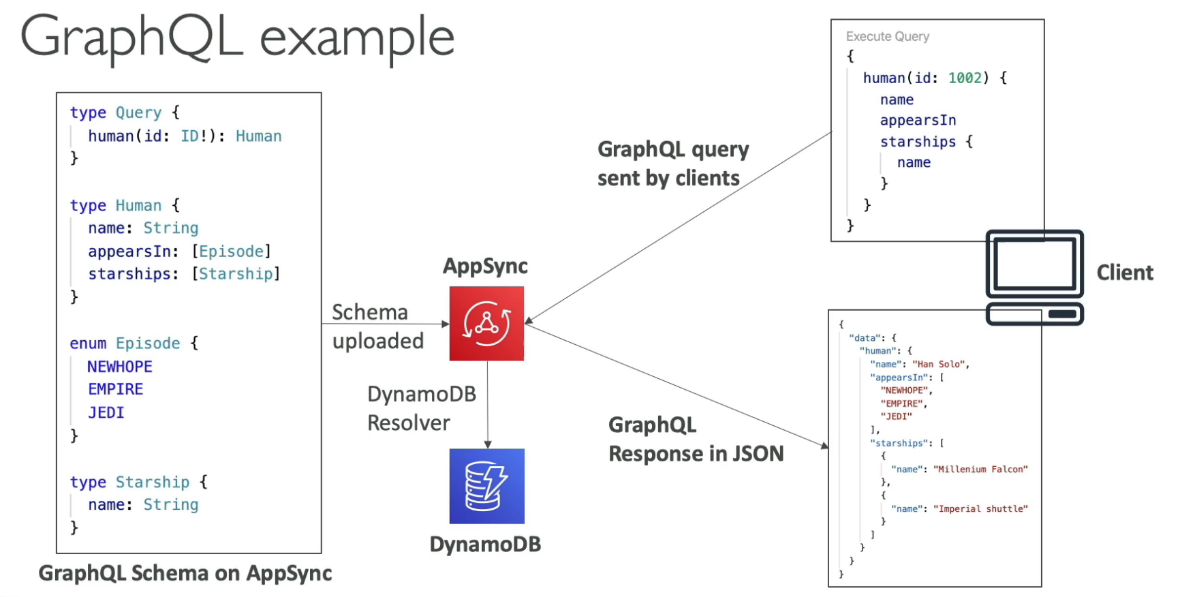 GraphQL example
type Query {
  human(id: ID!): Human
}
type Human {
  name: String
  appearsIn: [Episode]
  starships: [Starship]
}
enum Episode {
  NEWHOPE
  EMPIRE
  JEDI
}
type Starship {
  name: String
}
GraphQL Schema on AppSync
Schema
uploaded
AppSync
DynamoDB
Resolver
DynamoDB
GraphQL query
sent by clients
Execute Query
{
  human(id: 1002) {
    name
    appearsIn
    starships {
      name
    }
  }
}
Client
GraphQL
Response in JSON
{
  "data": {
    "human": {
      "name": "Han Solo",
      "appearsIn": [
        "NEWHOPE",
        "EMPIRE",
        "JEDI"
      ],
      "starships": [
        {
          "name": "Millenium Falcon"
        },
        {
          "name": "Imperial shuttle"
        }
      ]
    }
  }
}